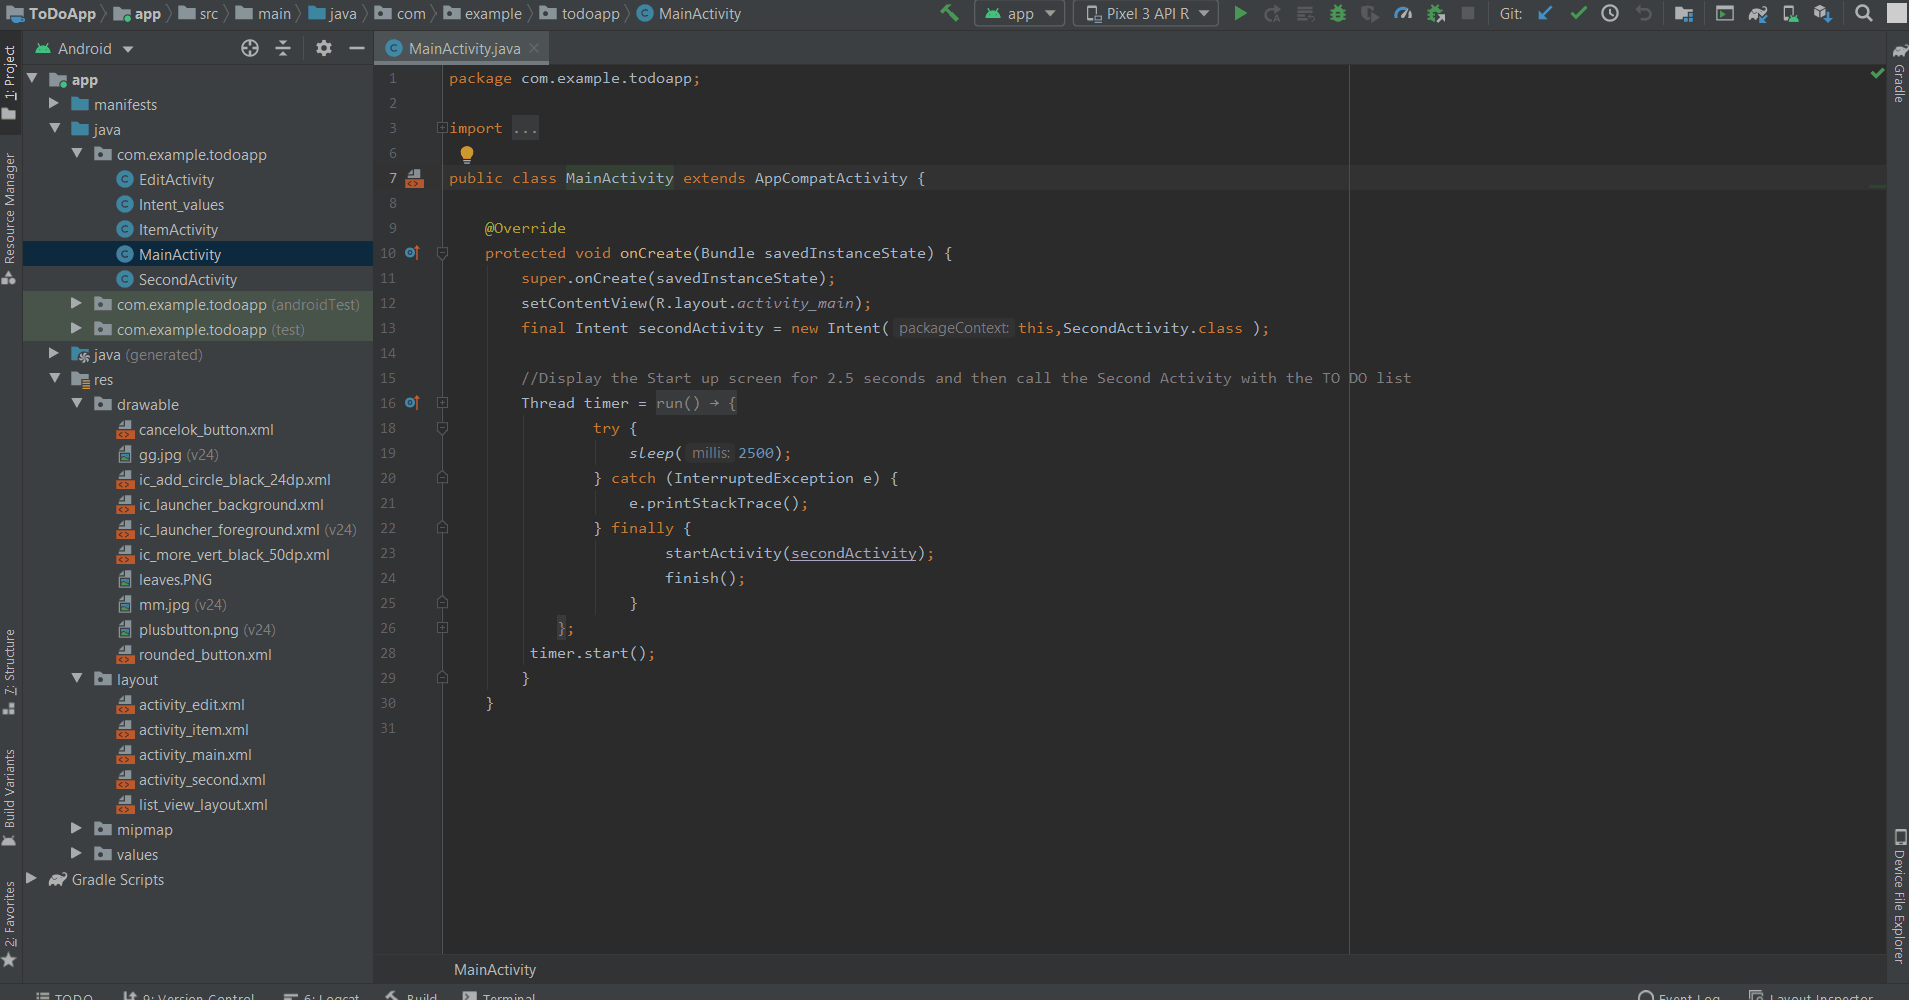 ToDoApp app src main java com example todoapp MainActivity app Pixel 3 API R Git:
Android
MainActivity.java
1: Project
Resource Manager
7: Structure
Build Variants
2: Favorites
app
manifests
java
com.example.todoapp
EditActivity
Intent_values
ItemActivity
MainActivity
SecondActivity
com.example.todoapp (androidTest)
com.example.todoapp (test)
java (generated)
res
drawable
cancelok_button.xml
gg.jpg (v24)
ic_add_circle_black_24dp.xml
ic_launcher_background.xml
ic_launcher_foreground.xml (v24)
ic_more_vert_black_50dp.xml
leaves.PNG
mm.jpg (v24)
plusbutton.png (v24)
rounded_button.xml
layout
activity_edit.xml
activity_item.xml
activity_main.xml
activity_second.xml
list_view_layout.xml
mipmap
values
Gradle Scripts
1 package com.example.todoapp;
2
3 import ...
6
7 public class MainActivity extends AppCompatActivity {
8
9 @Override
10 protected void onCreate(Bundle savedInstanceState) {
11 super.onCreate(savedInstanceState);
12 setContentView(R.layout.activity_main);
13 final Intent secondActivity = new Intent( packageContext: this,SecondActivity.class );
14
15 //Display the Start up screen for 2.5 seconds and then call the Second Activity with the TO DO list
16 Thread timer = run() → {
18 try {
19 sleep( millis: 2500);
20 } catch (InterruptedException e) {
21 e.printStackTrace();
22 } finally {
23 startActivity(secondActivity);
24 finish();
25 }
26 };
28 timer.start();
29 }
30 }
31
MainActivity
Gradle
Device File Explorer
TODO 9: Version Control 6: Logcat Build Terminal Event Log Layout Inspector